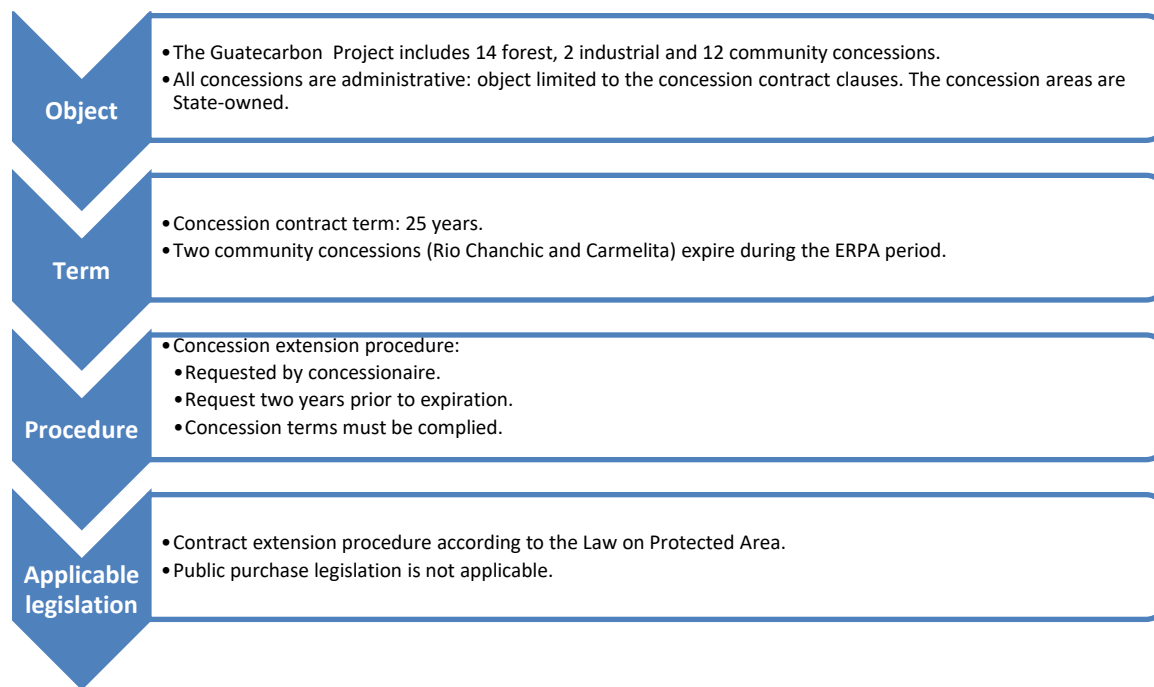 Object
•The Guatecarbon  Project includes 14 forest, 2 industrial and 12 community concessions.
•All concessions are administrative: object limited to the concession contract clauses. The concession areas are
State-owned.
Term
•Concession contract term: 25 years.
•Two community concessions (Rio Chanchic and Carmelita) expire during the ERPA period.
Procedure
•Concession extension procedure:
•Requested by concessionaire.
•Request two years prior to expiration.
•Concession terms must be complied.
Applicable
legislation
•Contract extension procedure according to the Law on Protected Area.
•Public purchase legislation is not applicable.